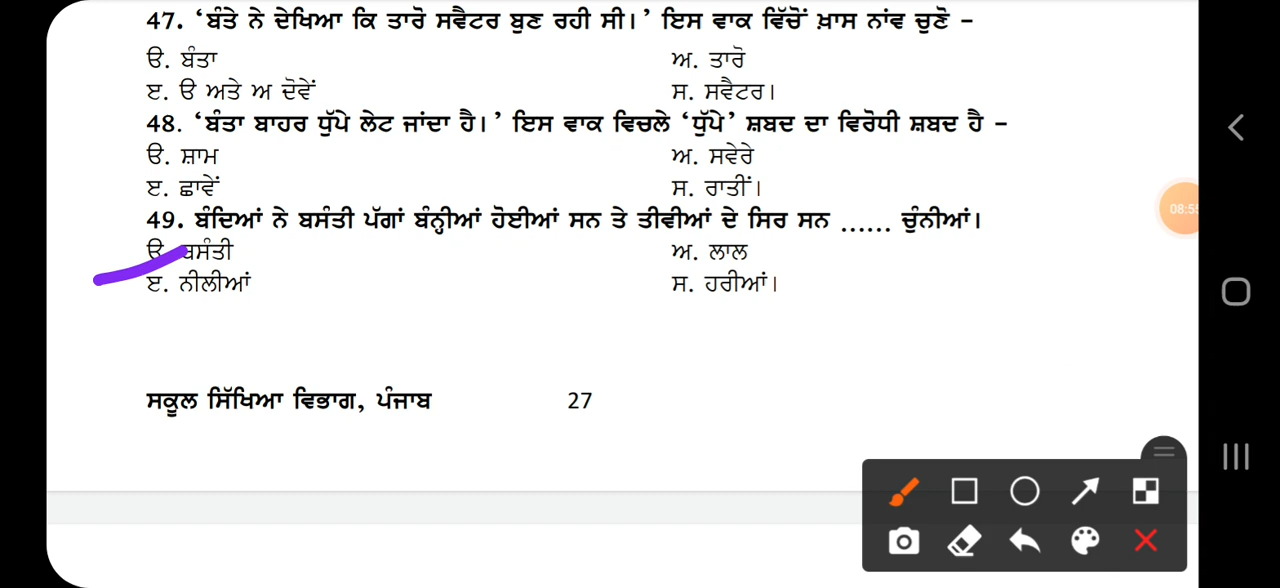 47. ‘ਬੰਤੇ ਨੇ ਦੇਖਿਆ ਕਿ ਤਾਰੋ ਸਵੈਟਰ ਬੁਣ ਰਹੀ ਸੀ।’ ਇਸ ਵਾਕ ਵਿੱਚੋਂ ਖ਼ਾਸ ਨਾਂਵ ਚੁਣੋ –
ੳ. ਬੰਤਾ ਅ. ਤਾਰੋ
ੲ. ੳ ਅਤੇ ਅ ਦੋਵੇਂ ਸ. ਸਵੈਟਰ।
48. ‘ਬੰਤਾ ਬਾਹਰ ਧੁੱਪੇ ਲੇਟ ਜਾਂਦਾ ਹੈ।’ ਇਸ ਵਾਕ ਵਿਚਲੇ ‘ਧੁੱਪੇ’ ਸ਼ਬਦ ਦਾ ਵਿਰੋਧੀ ਸ਼ਬਦ ਹੈ –
ੳ. ਸ਼ਾਮ ਅ. ਸਵੇਰੇ
ੲ. ਛਾਵੇਂ ਸ. ਰਾਤੀਂ।
49. ਬੰਦਿਆਂ ਨੇ ਬਸੰਤੀ ਪੱਗਾਂ ਬੰਨ੍ਹੀਆਂ ਹੋਈਆਂ ਸਨ ਤੇ ਤੀਵੀਆਂ ਦੇ ਸਿਰ ਸਨ ...... ਚੁੰਨੀਆਂ।
ੳ. ਬਸੰਤੀ ਅ. ਲਾਲ
ੲ. ਨੀਲੀਆਂ ਸ. ਹਰੀਆਂ।
ਸਕੂਲ ਸਿੱਖਿਆ ਵਿਭਾਗ, ਪੰਜਾਬ 27